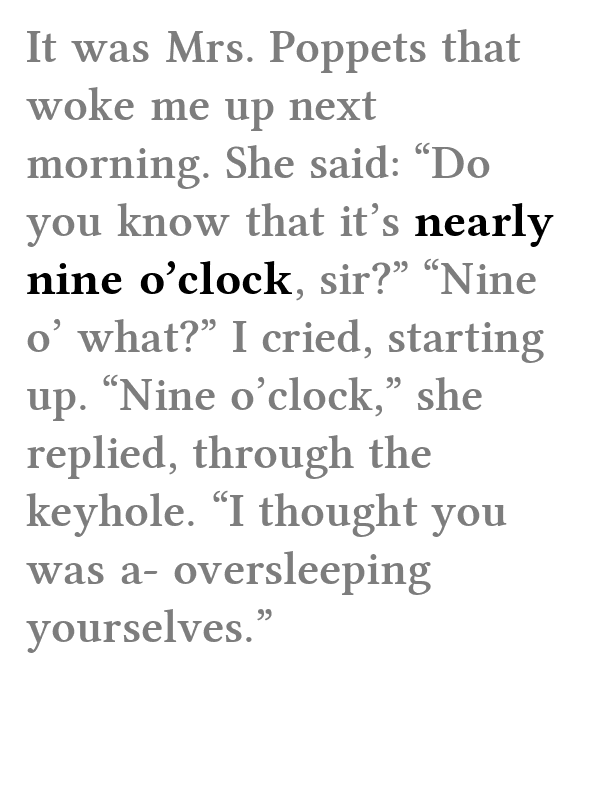 It was Mrs. Poppets that
woke me up next
morning. She said: “Do
you know that it’s nearly
nine o’clock, sir?” “Nine
o’ what?” I cried, starting
up. “Nine o’clock,” she
replied, through the
keyhole. “I thought you
was a- oversleeping
yourselves.”